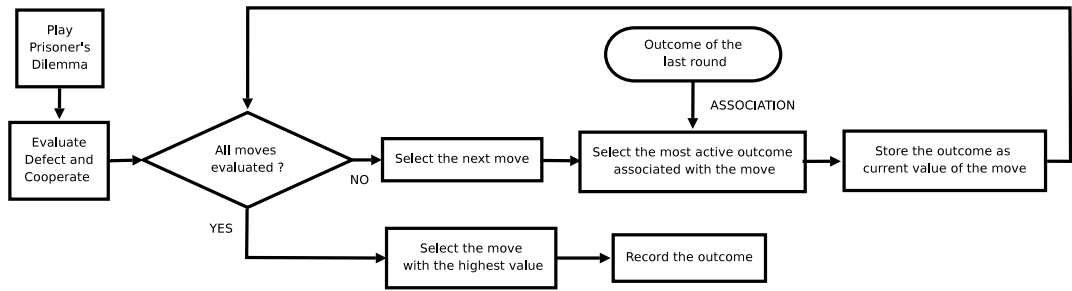 Play
Prisoner's
Dilemma
Evaluate
Defect and
Cooperate
All moves
evaluated ?
NO
YES
Select the next move
Outcome of the
last round
ASSOCIATION
Select the most active outcome
associated with the move
Store the outcome as
current value of the move
Select the move
with the highest value
Record the outcome